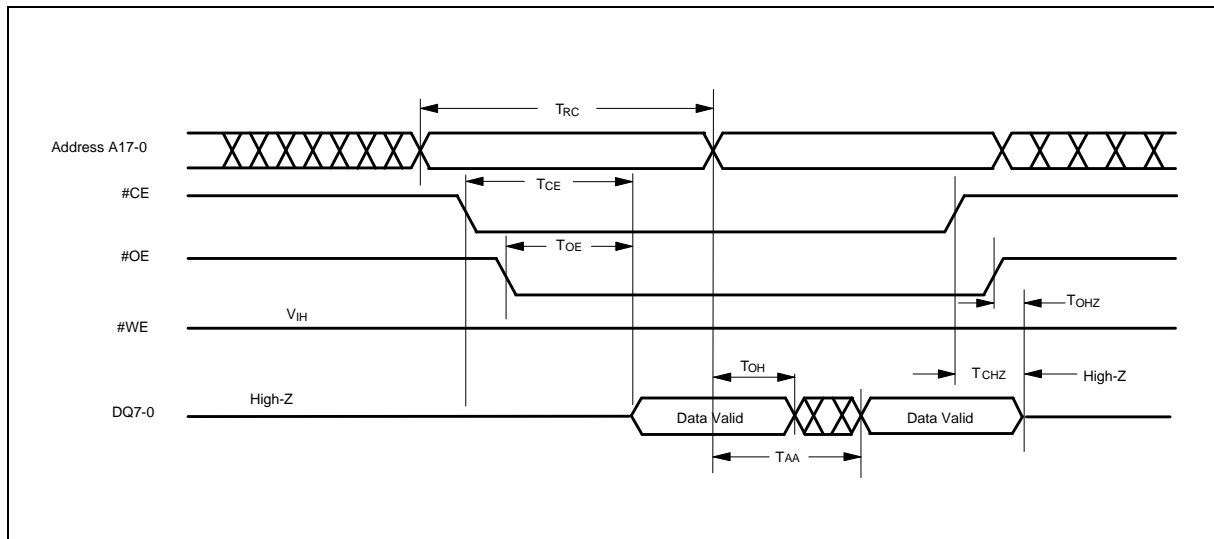 TRC
Address A17-0
TCE
#CE
TOE
#OE
TOHZ
VIH
#WE
TOH
TCHZ
High-Z
High-Z
DQ7-0
Data Valid
Data Valid
TAA